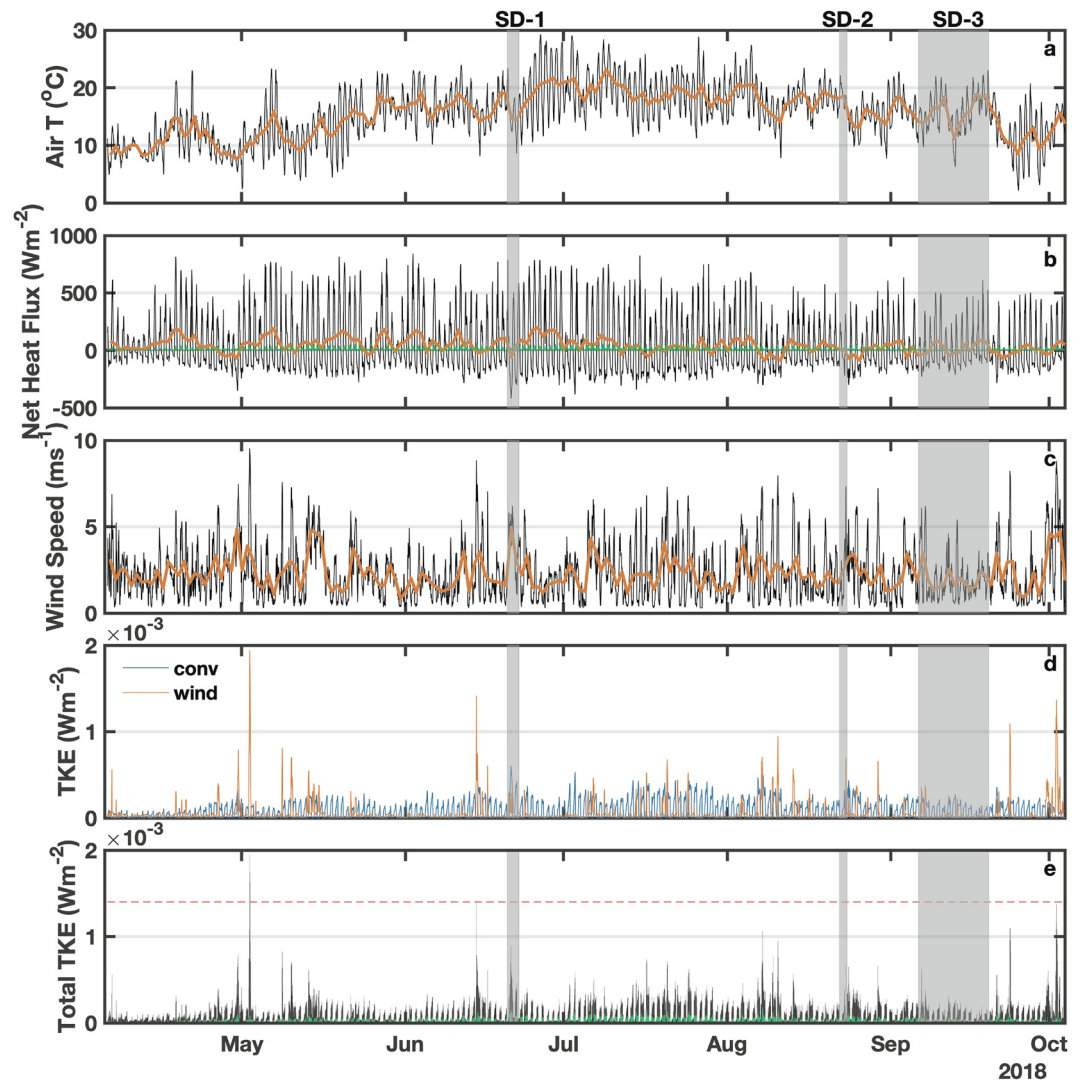 SD-1 SD-2 SD-3
a
Air T (°C)
30
20
10
0
b
Net Heat Flux (Wm-2)
1000
500
0
-500
c
Wind Speed (ms-1)
10
5
0
×10-3
d
TKE (Wm-2)
2
1
0
conv
wind
×10-3
e
Total TKE (Wm-2)
2
1
0
May Jun Jul Aug Sep Oct
2018